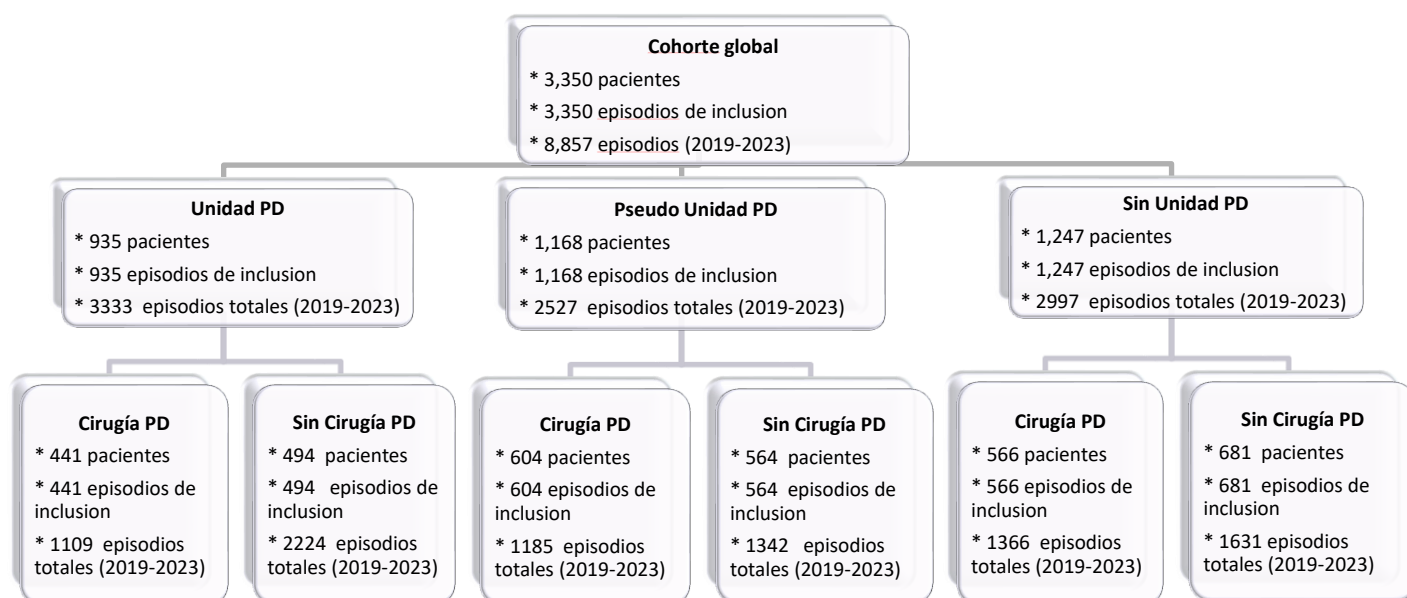 Cohorte global
* 3,350 pacientes
* 3,350 episodios de inclusion
* 8,857 episodios (2019-2023)
Unidad PD
* 935 pacientes
* 935 episodios de inclusion
* 3333 episodios totales (2019-2023)
Pseudo Unidad PD
* 1,168 pacientes
* 1,168 episodios de inclusion
* 2527 episodios totales (2019-2023)
Sin Unidad PD
* 1,247 pacientes
* 1,247 episodios de inclusion
* 2997 episodios totales (2019-2023)
Cirugía PD
* 441 pacientes
* 441 episodios de
inclusion
* 1109 episodios
totales (2019-2023)
Sin Cirugía PD
* 494 pacientes
* 494 episodios de
inclusion
* 2224 episodios
totales (2019-2023)
Cirugía PD
* 604 pacientes
* 604 episodios de
inclusion
* 1185 episodios
totales (2019-2023)
Sin Cirugía PD
* 564 pacientes
* 564 episodios de
inclusion
* 1342 episodios
totales (2019-2023)
Cirugía PD
* 566 pacientes
* 566 episodios de
inclusion
* 1366 episodios
totales (2019-2023)
Sin Cirugía PD
* 681 pacientes
* 681 episodios de
inclusion
* 1631 episodios
totales (2019-2023)